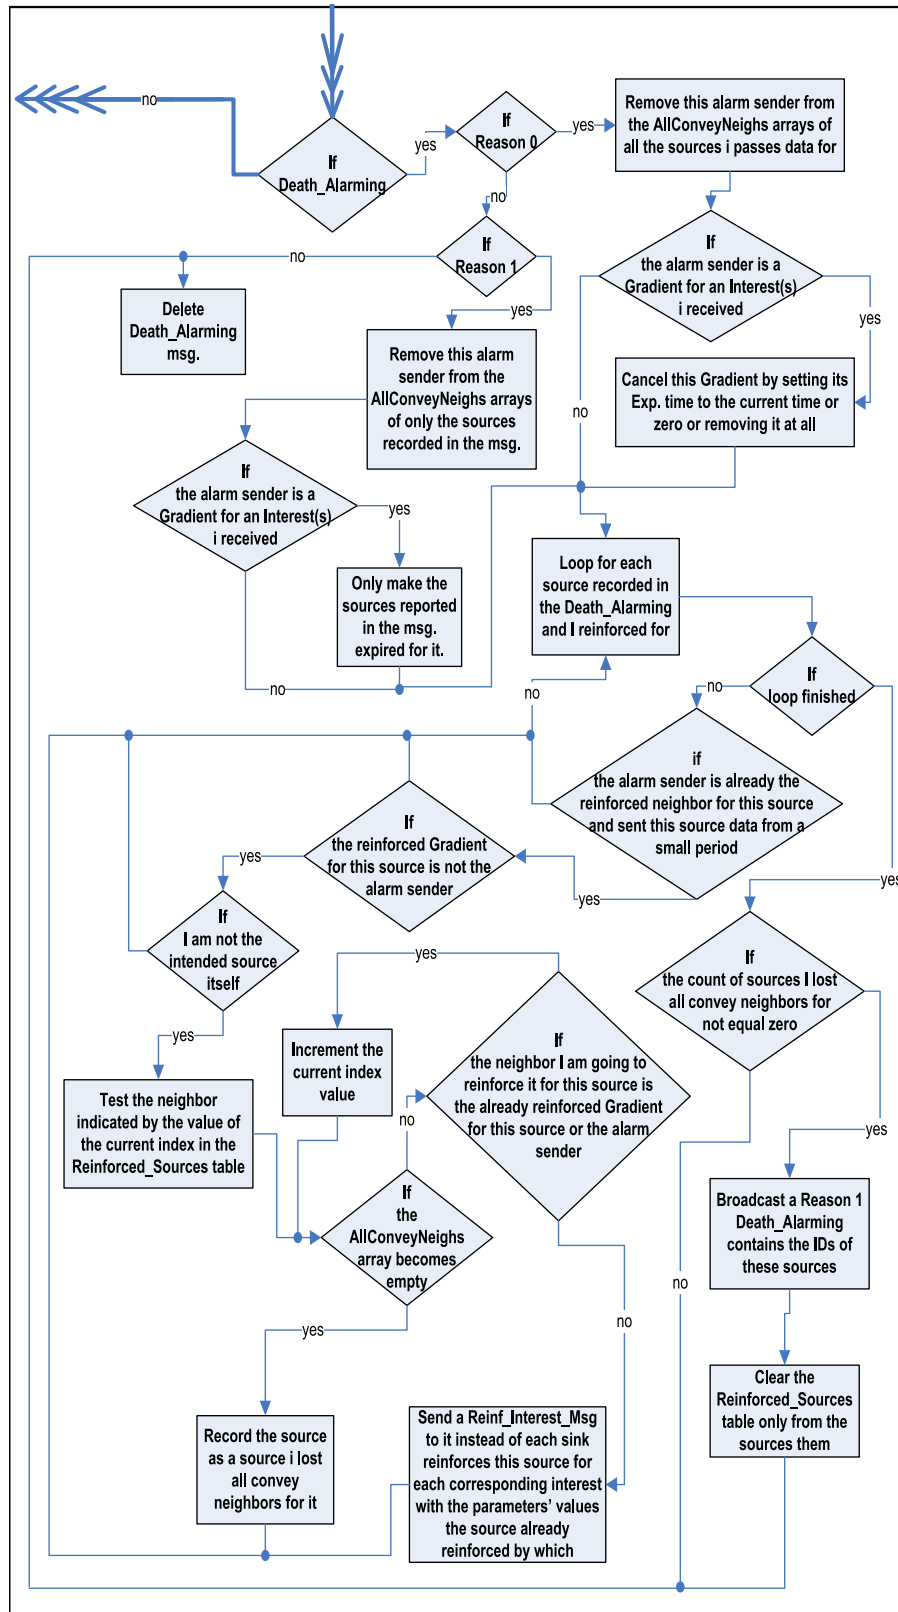 no
If
Death_Alarming
yes
If
Reason 0
yes
Remove this alarm sender from
the AllConveyNeighs arrays of
all the sources i passes data for
no
If
Reason 1
no
yes
Delete
Death_Alarming
msg.
If
the alarm sender is a
Gradient for an Interest(s)
i received
yes
no
Remove this alarm
sender from the
AllConveyNeighs arrays
of only the sources
recorded in the msg.
Cancel this Gradient by setting its
Exp. time to the current time or
zero or removing it at all
If
the alarm sender is a
Gradient for an Interest(s)
i received
yes
no
Only make the
sources reported
in the msg.
expired for it.
no
Loop for each
source recorded in
the Death_Alarming
and I reinforced for
If
loop finished
no
no
yes
if
the alarm sender is already the
reinforced neighbor for this source
and sent this source data from a
small period
yes
If
the reinforced Gradient
for this source is not the
alarm sender
yes
If
I am not the
intended source
itself
yes
If
the count of sources I lost
all convey neighbors for
not equal zero
yes
no
Test the neighbor
indicated by the value of
the current index in the
Reinforced_Sources table
Increment the
current index
value
yes
If
the neighbor I am going to
reinforce it for this source is
the already reinforced Gradient
for this source or the alarm
sender
no
no
If
the
AllConveyNeighs
array becomes
empty
yes
Broadcast a Reason 1
Death_Alarming
contains the IDs of
these sources
Clear the
Reinforced_Sources
table only from the
sources them
Record the source
as a source i lost
all convey
neighbors for it
Send a Reinf_Interest_Msg
to it instead of each sink
reinforces this source for
each corresponding interest
with the parameters' values
the source already
reinforced by which